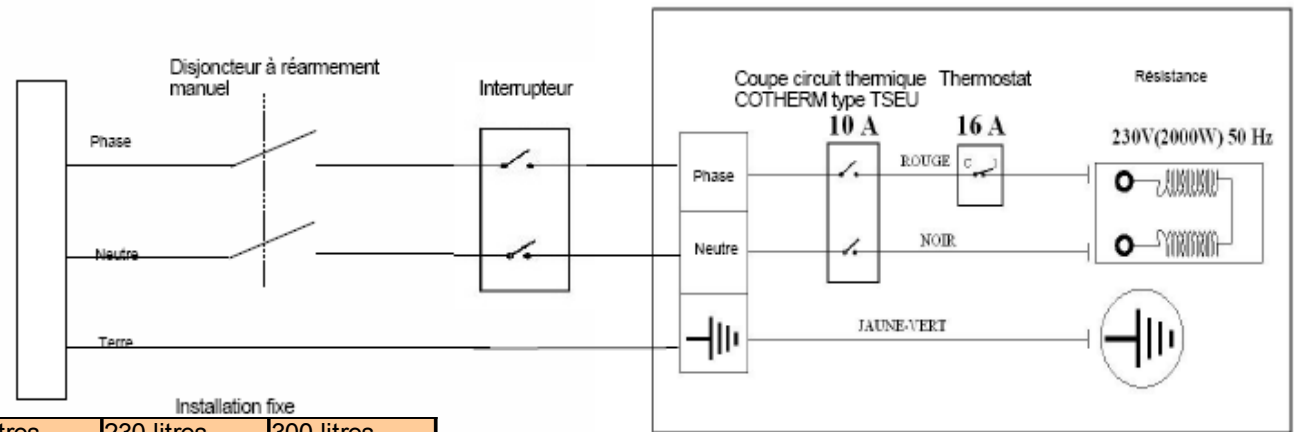 Disjoncteur à réarmement
manuel
Interrupteur
Coupe circuit thermique
COTHERM type TSEU
Thermostat
Résistance
10 A
16 A
230V(2000W) 50 Hz
Phase
Phase
ROUGE
C
Neutre
Neutre
NOIR
Terre
JAUNE-VERT
Installation fixe
230 litres
300 litres